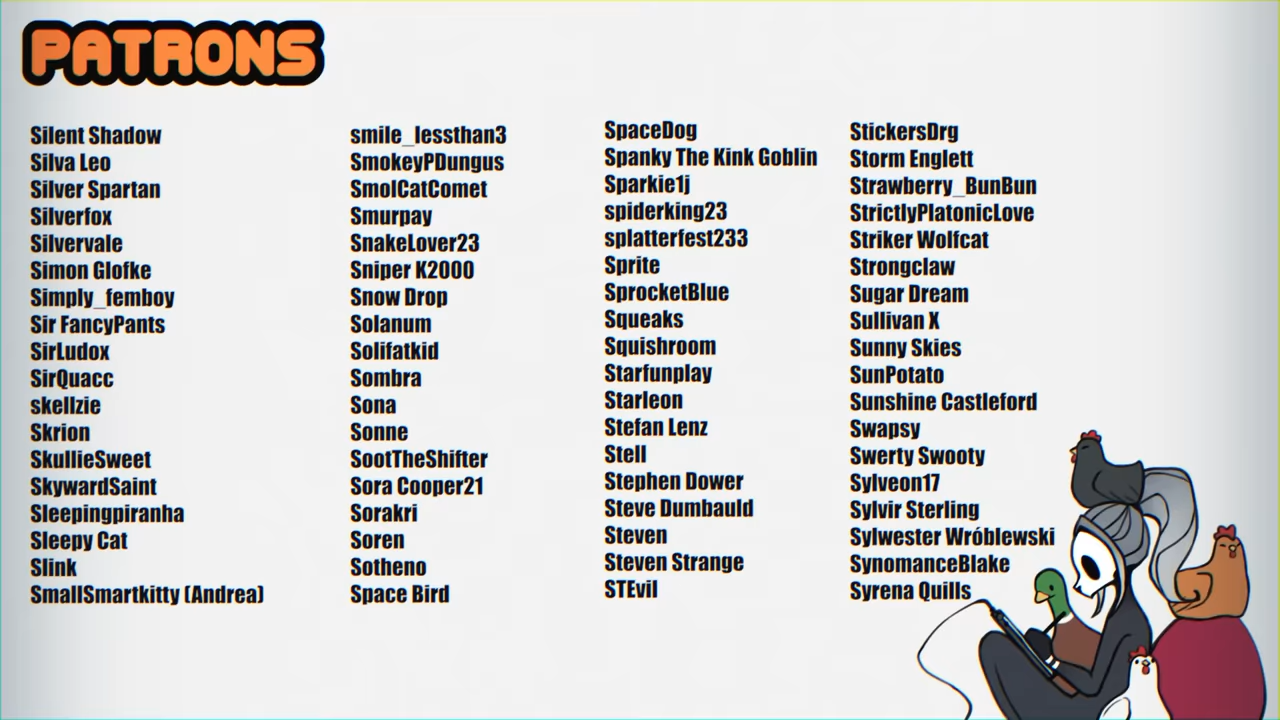 PATRONS
Silent Shadow
Silva Leo
Silver Spartan
Silverfox
Silvervale
Simon Glofke
Simply_femboy
Sir FancyPants
SirLudox
SirQuacc
skellzie
Skrion
SkullieSweet
SkywardSaint
Sleepingpiranha
Sleepy Cat
Slink
SmallSmartkitty (Andrea)
smile_lessthan3
SmokeyPDungus
SmolCatComet
Smurpay
SnakeLover23
Sniper K2000
Snow Drop
Solanum
Solifatkid
Sombra
Sona
Sonne
SootTheShifter
Sora Cooper21
Sorakri
Soren
Sotheno
Space Bird
SpaceDog
Spanky The Kink Goblin
Sparkie1j
spiderking23
splatterfest233
Sprite
SprocketBlue
Squeaks
Squishroom
Starfunplay
Starleon
Stefan Lenz
Stell
Stephen Dower
Steve Dumbauld
Steven
Steven Strange
STEvil
StickersDrg
Storm Englett
Strawberry_BunBun
StrictlyPlatonicLove
Striker Wolfcat
Strongclaw
Sugar Dream
Sullivan X
Sunny Skies
SunPotato
Sunshine Castleford
Swapsy
Swerty Swooty
Sylveon17
Sylvir Sterling
Sylwester Wróblewski
SynomanceBlake
Syrena Quills